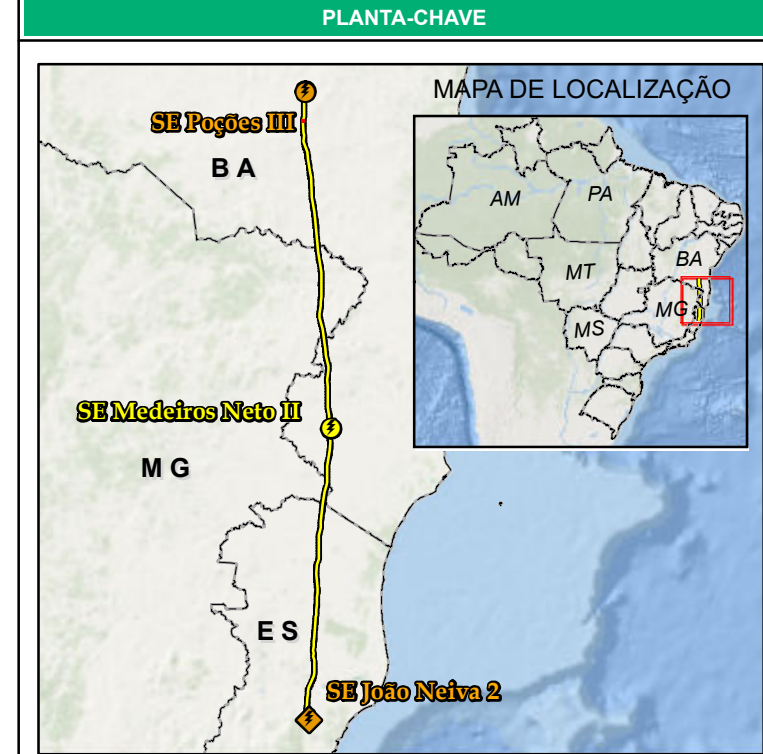 PLANTA-CHAVE
MAPA DE LOCALIZAÇÃO
SE Poções III
B A
AM
PA
BA
MT
MG
MS
SE Medeiros Neto II
M G
E S
SE João Neiva 2